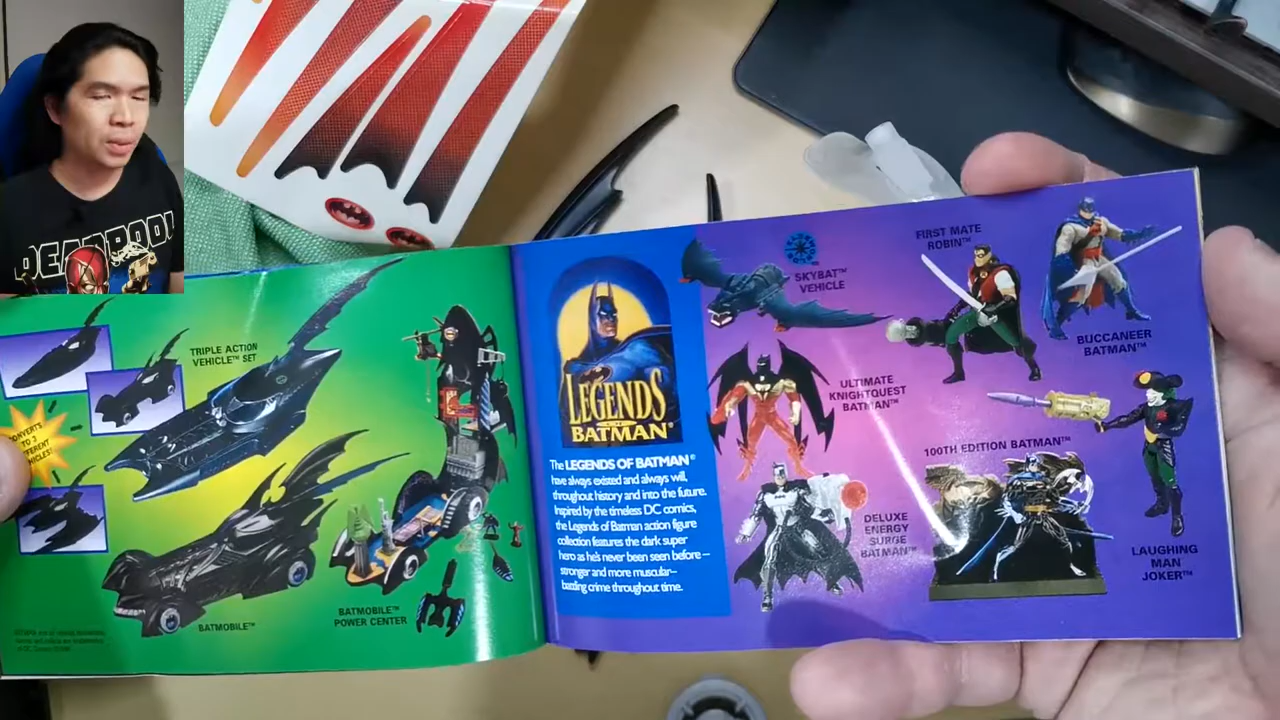 DEADPOOL
TRIPLE ACTION
VEHICLE™ SET
CONVERTS
TO 3
DIFFERENT
VEHICLES!
BATMOBILE™
BATMOBILE™
POWER CENTER
LEGENDS
OF
BATMAN®
The LEGENDS OF BATMAN®
have always existed and always will,
throughout history and into the future.
Inspired by the timeless DC comics,
the Legends of Batman action figure
collection features the dark super
hero as he's never been seen before –
stronger and more muscular–
battling crime throughout time.
SKYBAT™
VEHICLE
FIRST MATE
ROBIN™
BUCCANEER
BATMAN™
ULTIMATE
KNIGHTQUEST
BATMAN™
100TH EDITION BATMAN™
DELUXE
ENERGY
SURGE
BATMAN™
LAUGHING
MAN
JOKER™